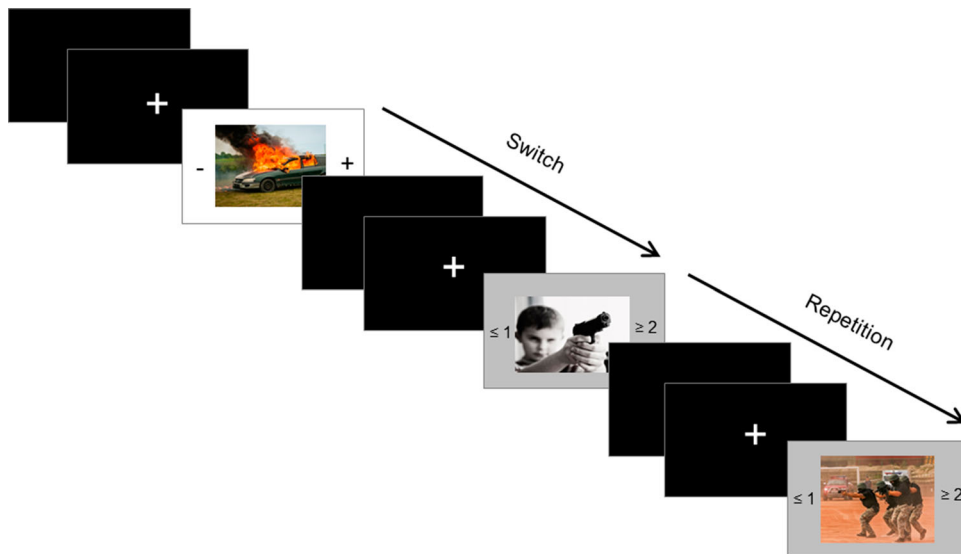 +
- +
Switch
+
≤ 1 ≥ 2
Repetition
+
≤ 1 ≥ 2